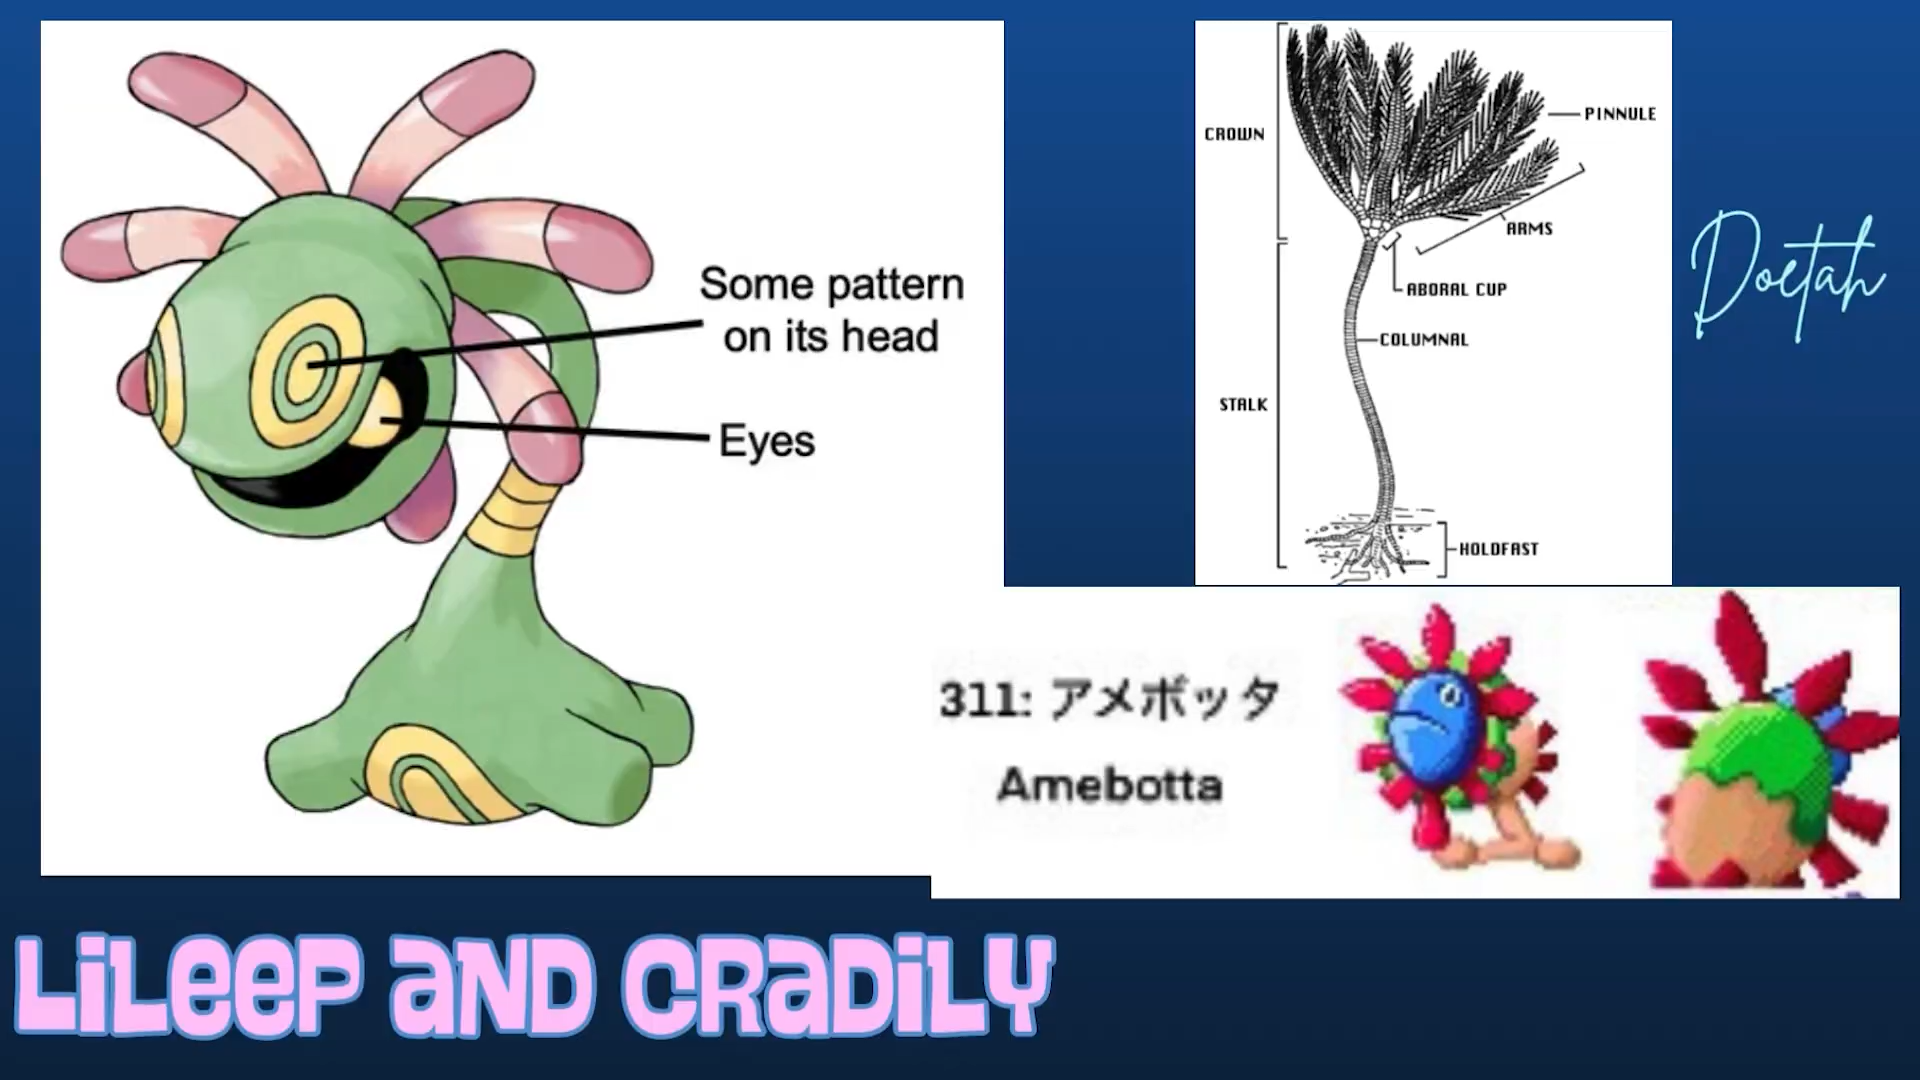 Some pattern
on its head
Eyes
CROWN
PINNULE
ARMS
ABORAL CUP
COLUMNAL
STALK
HOLDFAST
Doctah
311: アメボッタ
Amebotta
LiLeeP aND CRaDiLY